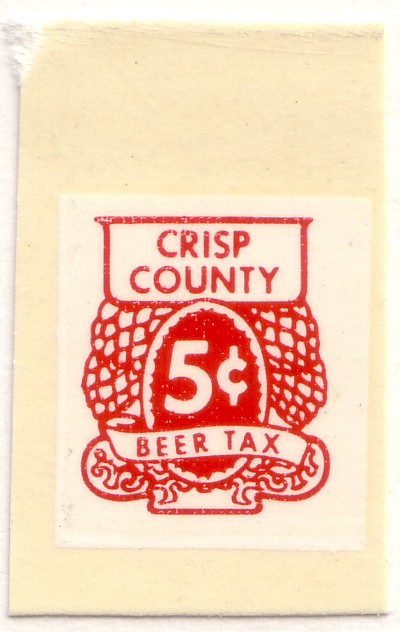 CRISP
COUNTY
5¢
BEER TAX